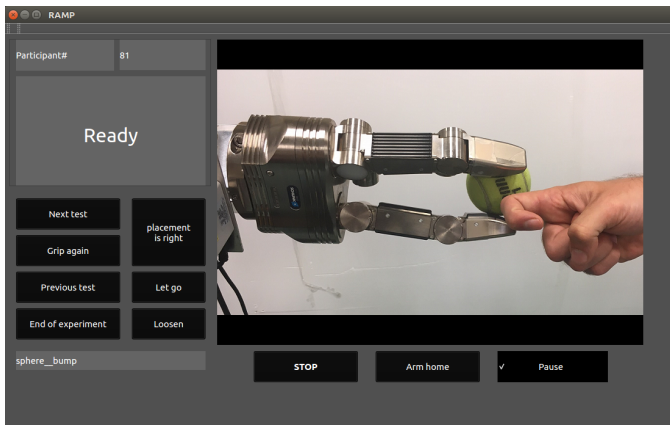 RAMP
Participant#
81
Ready
Next test
placement
is right
Grip again
Previous test
Let go
End of experiment
Loosen
sphere__bump
STOP
Arm home
✓ Pause